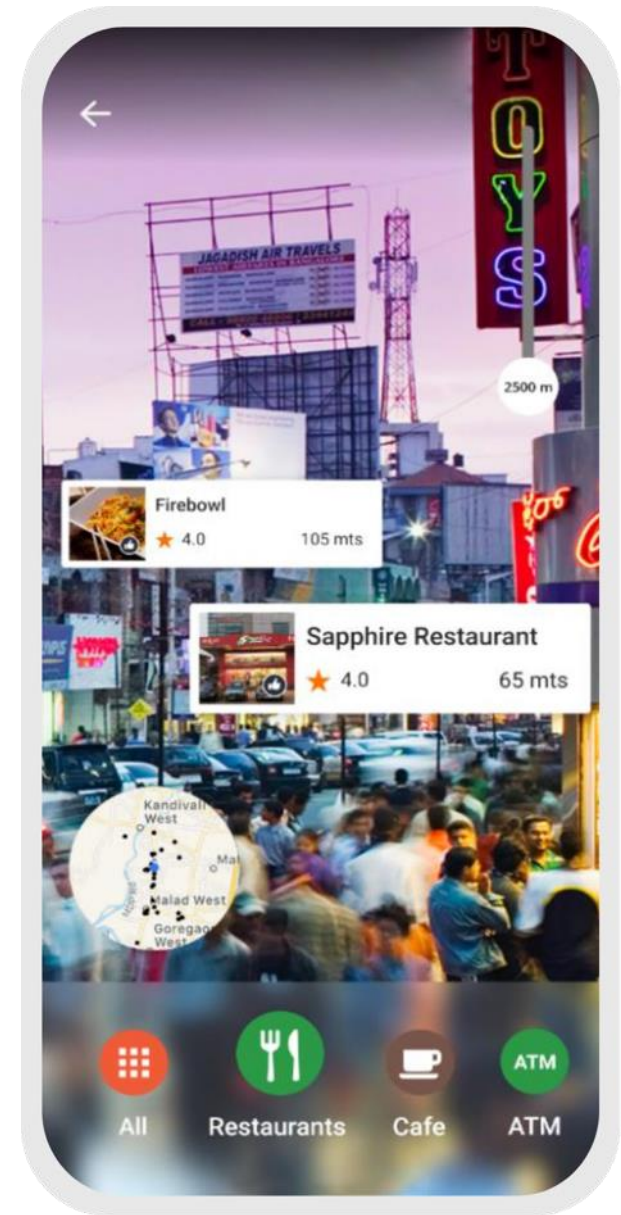 TOYS
JAGADISH AIR TRAVELS
2500 m
Firebowl
4.0
105 mts
Sapphire Restaurant
4.0
65 mts
Kandivali
West
Malad West
West
ATM
All
Restaurants
Cafe
ATM